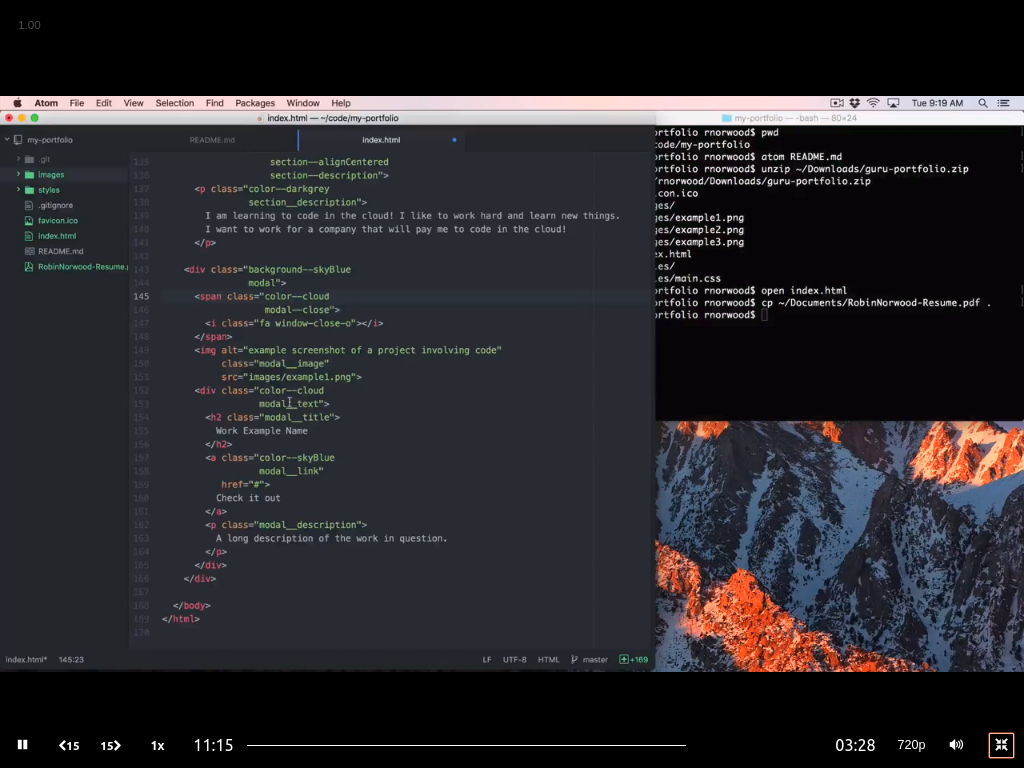 1.00
Atom File Edit View Selection Find Packages Window Help Tue 9:19 AM
index.html — ~/code/my-portfolio
my-portfolio — -bash — 80×24
my-portfolio
README.md
index.html
.git
images
styles
.gitignore
favicon.ico
index.html
README.md
RobinNorwood-Resume.p
135 section--alignCentered
136 section--description">
137 <p class="color--darkgrey
138 section__description">
139 I am learning to code in the cloud! I like to work hard and learn new things.
140 I want to work for a company that will pay me to code in the cloud!
141 </p>
142
143 <div class="background--skyBlue
144 modal">
145 <span class="color--cloud
146 modal--close">
147 <i class="fa window-close-o"></i>
148 </span>
149 <img alt="example screenshot of a project involving code"
150 class="modal__image"
151 src="images/example1.png">
152 <div class="color--cloud
153 modal__text">
154 <h2 class="modal__title">
155 Work Example Name
156 </h2>
157 <a class="color--skyBlue
158 modal__link"
159 href="#">
160 Check it out
161 </a>
162 <p class="modal__description">
163 A long description of the work in question.
164 </p>
165 </div>
166 </div>
167
168 </body>
169 </html>
170
index.html* 145:23 LF UTF-8 HTML master +169
ortfolio rnorwood$ pwd
code/my-portfolio
ortfolio rnorwood$ atom README.md
ortfolio rnorwood$ unzip ~/Downloads/guru-portfolio.zip
/rnorwood/Downloads/guru-portfolio.zip
con.ico
ges/
ges/example1.png
ges/example2.png
ges/example3.png
ex.html
es/
es/main.css
ortfolio rnorwood$ open index.html
ortfolio rnorwood$ cp ~/Documents/RobinNorwood-Resume.pdf .
ortfolio rnorwood$
15 15 1x 11:15 03:28 720p